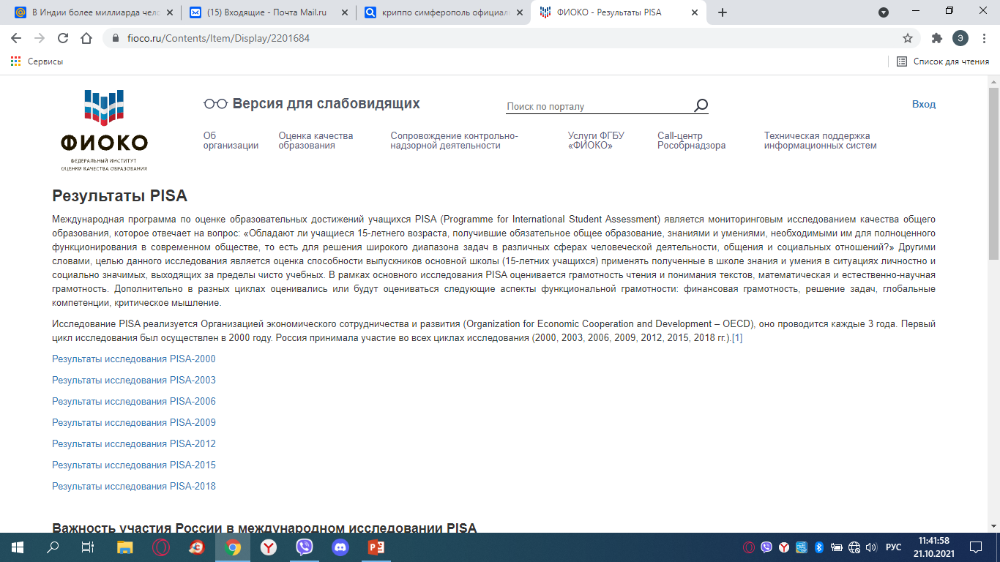 В Индии более миллиарда чело
(15) Входящие - Почта Mail.ru
криппо симферополь официал
ФИОКО - Результаты PISA
fioco.ru/Contents/Item/Display/2201684
Э
Сервисы
Список для чтения
Версия для слабовидящих
Поиск по порталу
Вход
ФИОКО
ФЕДЕРАЛЬНЫЙ ИНСТИТУТ
ОЦЕНКИ КАЧЕСТВА ОБРАЗОВАНИЯ
Об
организации
Оценка качества
образования
Сопровождение контрольно-
надзорной деятельности
Услуги ФГБУ
«ФИОКО»
Call-центр
Рособрнадзора
Техническая поддержка
информационных систем
Результаты PISA
Международная программа по оценке образовательных достижений учащихся PISA (Programme for International Student Assessment) является мониторинговым исследованием качества общего
образования, которое отвечает на вопрос: «Обладают ли учащиеся 15-летнего возраста, получившие обязательное общее образование, знаниями и умениями, необходимыми им для полноценного
функционирования в современном обществе, то есть для решения широкого диапазона задач в различных сферах человеческой деятельности, общения и социальных отношений?» Другими
словами, целью данного исследования является оценка способности выпускников основной школы (15-летних учащихся) применять полученные в школе знания и умения в ситуациях личностно и
социально значимых, выходящих за пределы чисто учебных. В рамках основного исследования PISA оценивается грамотность чтения и понимания текстов, математическая и естественно-научная
грамотность. Дополнительно в разных циклах оценивались или будут оцениваться следующие аспекты функциональной грамотности: финансовая грамотность, решение задач, глобальные
компетенции, критическое мышление.
Исследование PISA реализуется Организацией экономического сотрудничества и развития (Organization for Economic Cooperation and Development – OECD), оно проводится каждые 3 года. Первый
цикл исследования был осуществлен в 2000 году. Россия принимала участие во всех циклах исследования (2000, 2003, 2006, 2009, 2012, 2015, 2018 гг.).[1]
Результаты исследования PISA-2000
Результаты исследования PISA-2003
Результаты исследования PISA-2006
Результаты исследования PISA-2009
Результаты исследования PISA-2012
Результаты исследования PISA-2015
Результаты исследования PISA-2018
Важность участия России в международном исследовании PISA
РУС
11:41:58
21.10.2021